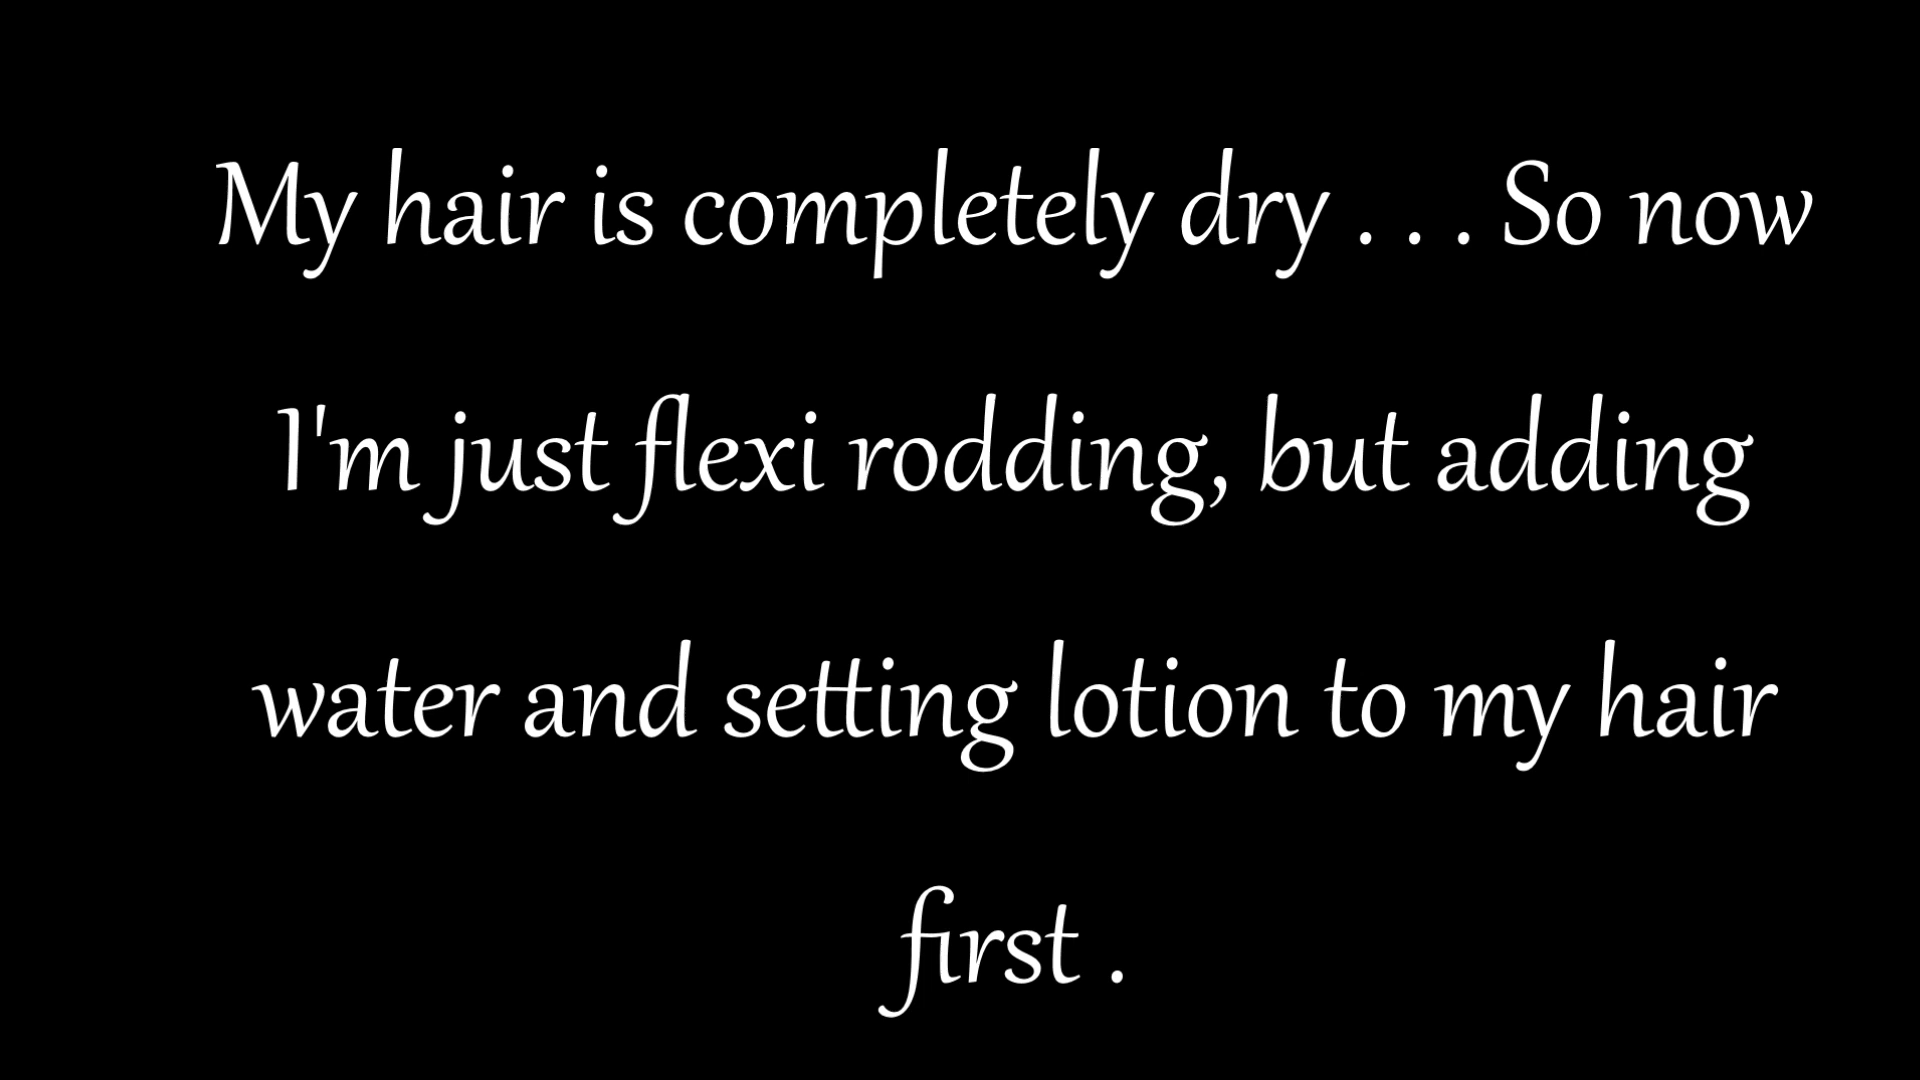 My hair is completely dry . . . So now
I'm just flexi rodding, but adding
water and setting lotion to my hair
first .